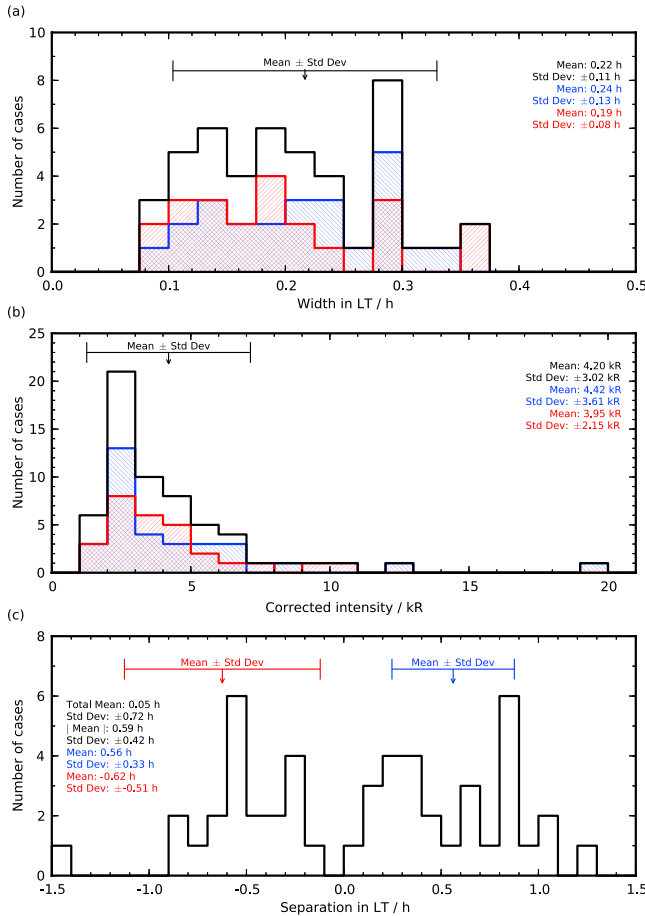 (a)
10
8
6
4
2
0
Number of cases
Mean ± Std Dev
Mean: 0.22 h
Std Dev: ±0.11 h
Mean: 0.24 h
Std Dev: ±0.13 h
Mean: 0.19 h
Std Dev: ±0.08 h
0.0 0.1 0.2 0.3 0.4 0.5
Width in LT / h
(b)
25
20
15
10
5
0
Number of cases
Mean ± Std Dev
Mean: 4.20 kR
Std Dev: ±3.02 kR
Mean: 4.42 kR
Std Dev: ±3.61 kR
Mean: 3.95 kR
Std Dev: ±2.15 kR
0 5 10 15 20
Corrected intensity / kR
(c)
8
6
4
2
0
Number of cases
Mean ± Std Dev
Mean ± Std Dev
Total Mean: 0.05 h
Std Dev: ±0.72 h
| Mean |: 0.59 h
Std Dev: ±0.42 h
Mean: 0.56 h
Std Dev: ±0.33 h
Mean: -0.62 h
Std Dev: ±-0.51 h
-1.5 -1.0 -0.5 0.0 0.5 1.0 1.5
Separation in LT / h